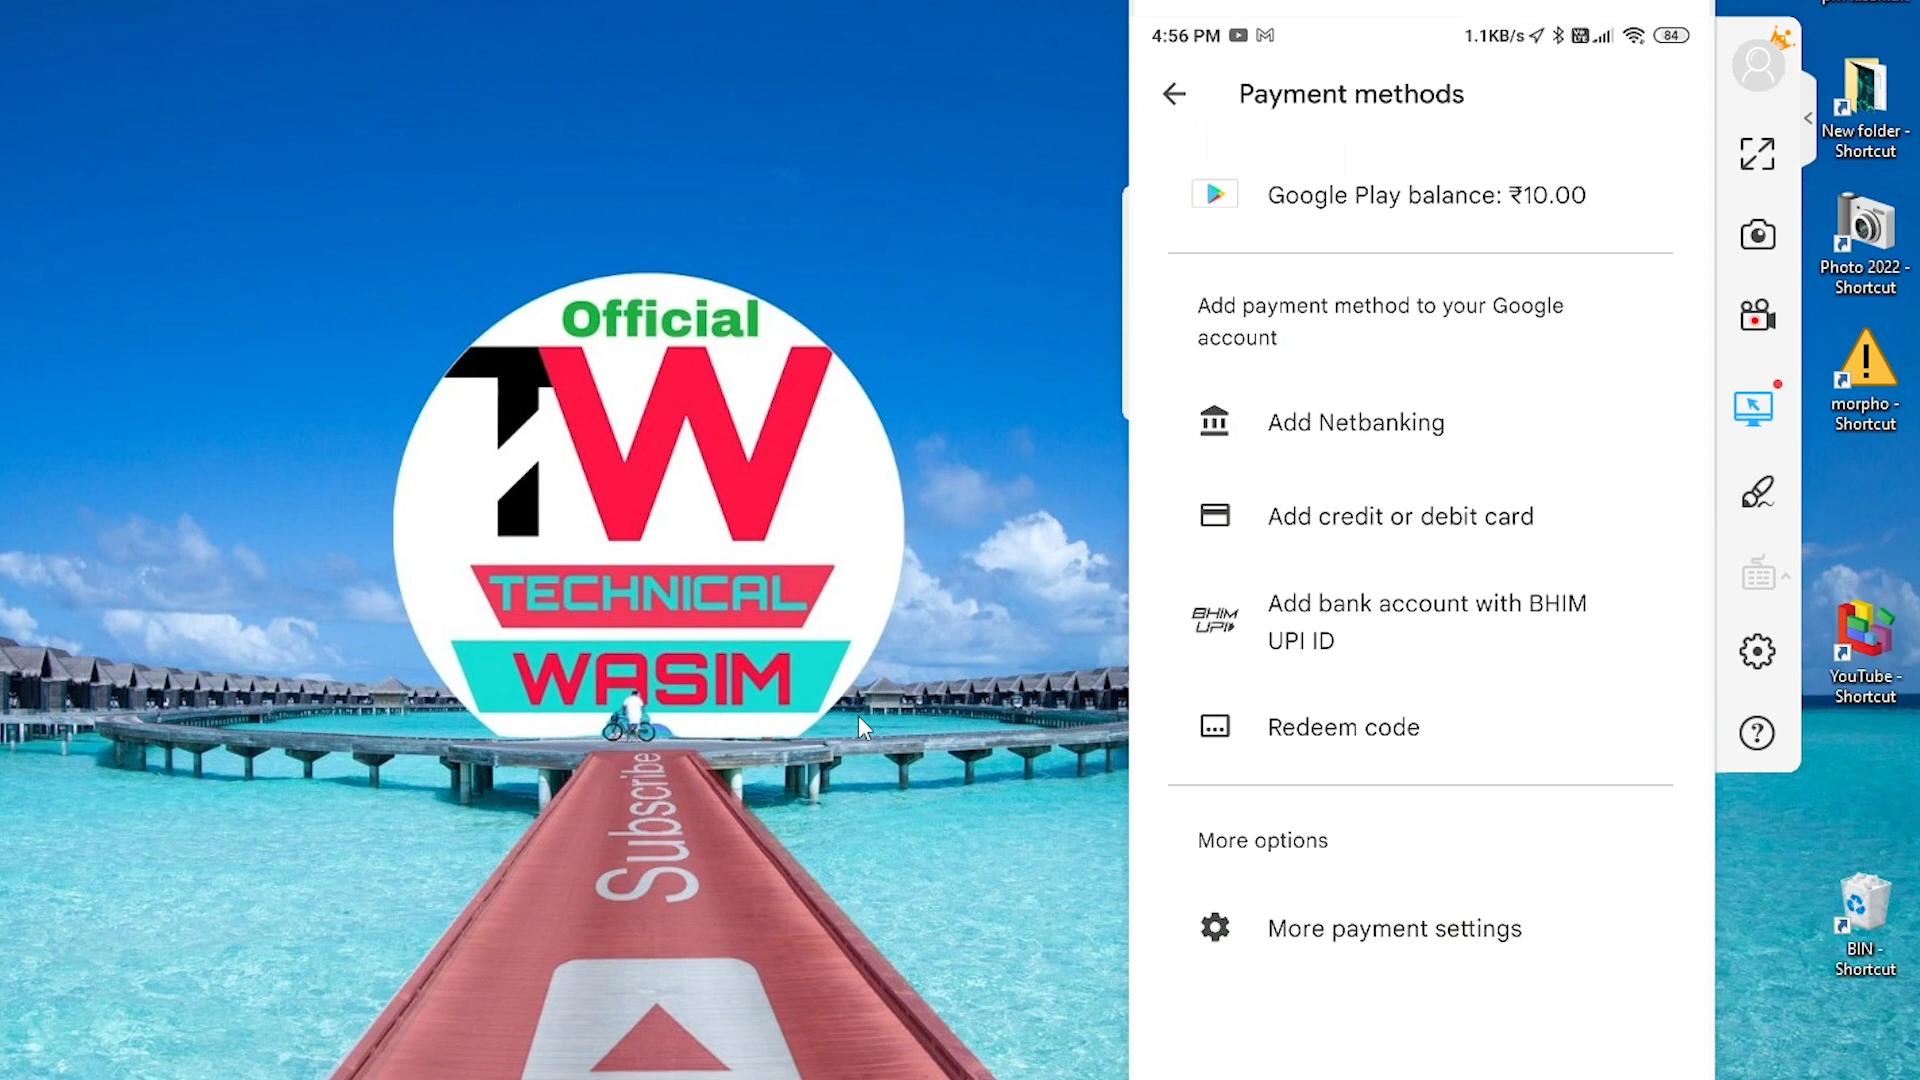 Official
TW
TECHNICAL
WASIM
Subscribe
4:56 PM
1.1KB/s
84
Payment methods
Google Play balance: ₹10.00
Add payment method to your Google
account
Add Netbanking
Add credit or debit card
BHIM
UPI
Add bank account with BHIM
UPI ID
Redeem code
More options
More payment settings
New folder -
Shortcut
Photo 2022 -
Shortcut
morpho -
Shortcut
YouTube -
Shortcut
BIN -
Shortcut